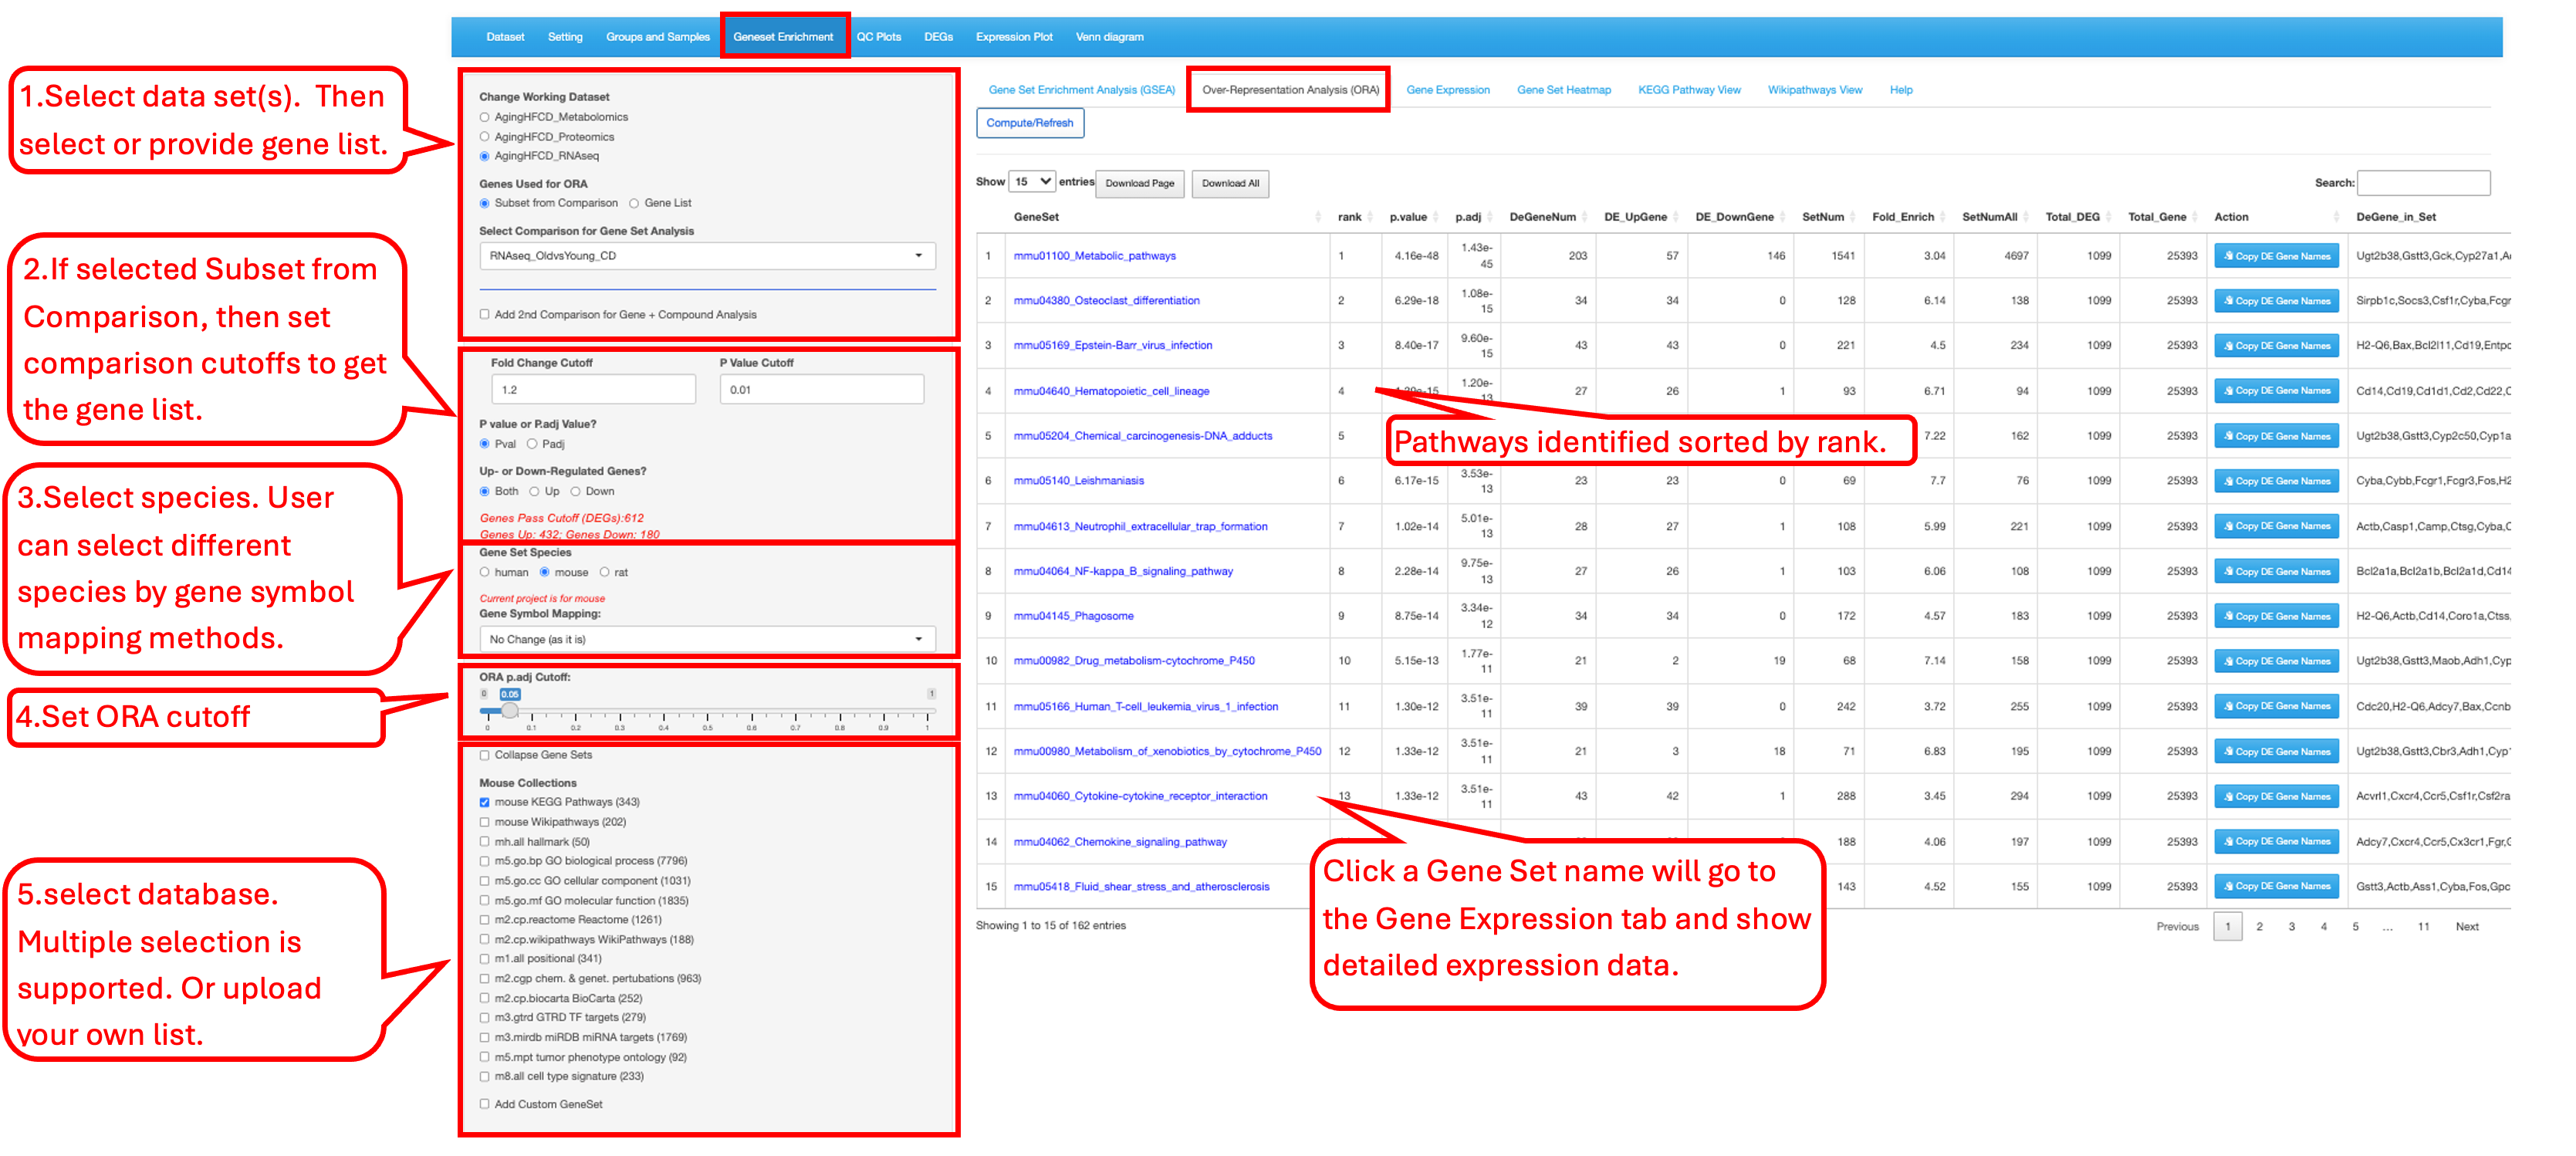 Dataset Setting Groups and Samples Geneset Enrichment QC Plots DEGs Expression Plot Venn diagram
1.Select data set(s). Then
select or provide gene list.
2.If selected Subset from
Comparison, then set
comparison cutoffs to get
the gene list.
3.Select species. User
can select different
species by gene symbol
mapping methods.
4.Set ORA cutoff
5.select database.
Multiple selection is
supported. Or upload
your own list.
Change Working Dataset
AgingHFCD_Metabolomics
AgingHFCD_Proteomics
AgingHFCD_RNAseq
Genes Used for ORA
Subset from Comparison Gene List
Select Comparison for Gene Set Analysis
RNAseq_OldvsYoung_CD
Add 2nd Comparison for Gene + Compound Analysis
Fold Change Cutoff P Value Cutoff
1.2 0.01
P value or P.adj Value?
Pval Padj
Up- or Down-Regulated Genes?
Both Up Down
Genes Pass Cutoff (DEGs):612
Genes Up: 432; Genes Down: 180
Gene Set Species
human mouse rat
Current project is for mouse
Gene Symbol Mapping:
No Change (as it is)
ORA p.adj Cutoff:
0 0.05 1
0 0.1 0.2 0.3 0.4 0.5 0.6 0.7 0.8 0.9 1
Collapse Gene Sets
Mouse Collections
mouse KEGG Pathways (343)
mouse Wikipathways (202)
mh.all hallmark (50)
m5.go.bp GO biological process (7796)
m5.go.cc GO cellular component (1031)
m5.go.mf GO molecular function (1835)
m2.cp.reactome Reactome (1261)
m2.cp.wikipathways WikiPathways (188)
m1.all positional (341)
m2.cgp chem. & genet. pertubations (963)
m2.cp.biocarta BioCarta (252)
m3.gtrd GTRD TF targets (279)
m3.mirdb miRDB miRNA targets (1769)
m5.mpt tumor phenotype ontology (92)
m8.all cell type signature (233)
Add Custom GeneSet
Gene Set Enrichment Analysis (GSEA) Over-Representation Analysis (ORA) Gene Expression Gene Set Heatmap KEGG Pathway View Wikipathways View Help
Compute/Refresh
Show 15 entries Download Page Download All Search:
GeneSet rank p.value p.adj DeGeneNum DE_UpGene DE_DownGene SetNum Fold_Enrich SetNumAll Total_DEG Total_Gene Action DeGene_in_Set
1 mmu01100_Metabolic_pathways 1 4.16e-48 1.43e-45 203 57 146 1541 3.04 4697 1099 25393 Copy DE Gene Names Ugt2b38,Gstt3,Gck,Cyp27a1,A
2 mmu04380_Osteoclast_differentiation 2 6.29e-18 1.08e-15 34 34 0 128 6.14 138 1099 25393 Copy DE Gene Names Sirpb1c,Socs3,Csf1r,Cyba,Fcgr
3 mmu05169_Epstein-Barr_virus_infection 3 8.40e-17 9.60e-15 43 43 0 221 4.5 234 1099 25393 Copy DE Gene Names H2-Q6,Bax,Bcl2l11,Cd19,Entpc
4 mmu04640_Hematopoietic_cell_lineage 4 1.20e-13 27 26 1 93 6.71 94 1099 25393 Copy DE Gene Names Cd14,Cd19,Cd1d1,Cd2,Cd22,C
5 mmu05204_Chemical_carcinogenesis-DNA_adducts 5 7.22 162 1099 25393 Copy DE Gene Names Ugt2b38,Gstt3,Cyp2c50,Cyp1a
6 mmu05140_Leishmaniasis 6 6.17e-15 3.53e-13 23 23 0 69 7.7 76 1099 25393 Copy DE Gene Names Cyba,Cybb,Fcgr1,Fcgr3,Fos,H2
7 mmu04613_Neutrophil_extracellular_trap_formation 7 1.02e-14 5.01e-13 28 27 1 108 5.99 221 1099 25393 Copy DE Gene Names Actb,Casp1,Camp,Ctsg,Cyba,C
8 mmu04064_NF-kappa_B_signaling_pathway 8 2.28e-14 9.75e-13 27 26 1 103 6.06 108 1099 25393 Copy DE Gene Names Bcl2a1a,Bcl2a1b,Bcl2a1d,Cd14
9 mmu04145_Phagosome 9 8.75e-14 3.34e-12 34 34 0 172 4.57 183 1099 25393 Copy DE Gene Names H2-Q6,Actb,Cd14,Coro1a,Ctss,
10 mmu00982_Drug_metabolism-cytochrome_P450 10 5.15e-13 1.77e-11 21 2 19 68 7.14 158 1099 25393 Copy DE Gene Names Ugt2b38,Gstt3,Maob,Adh1,Cyp
11 mmu05166_Human_T-cell_leukemia_virus_1_infection 11 1.30e-12 3.51e-11 39 39 0 242 3.72 255 1099 25393 Copy DE Gene Names Cdc20,H2-Q6,Adcy7,Bax,Ccnb
12 mmu00980_Metabolism_of_xenobiotics_by_cytochrome_P450 12 1.33e-12 3.51e-11 21 3 18 71 6.83 195 1099 25393 Copy DE Gene Names Ugt2b38,Gstt3,Cbr3,Adh1,Cyp
13 mmu04060_Cytokine-cytokine_receptor_interaction 13 1.33e-12 3.51e-11 43 42 1 288 3.45 294 1099 25393 Copy DE Gene Names Acvrl1,Cxcr4,Ccr5,Csf1r,Csf2ra
14 mmu04062_Chemokine_signaling_pathway 188 4.06 197 1099 25393 Copy DE Gene Names Adcy7,Cxcr4,Ccr5,Cx3cr1,Fgr,C
15 mmu05418_Fluid_shear_stress_and_atherosclerosis 143 4.52 155 1099 25393 Copy DE Gene Names Gstt3,Actb,Ass1,Cyba,Fos,Gpc
Pathways identified sorted by rank.
Click a Gene Set name will go to
the Gene Expression tab and show
detailed expression data.
Showing 1 to 15 of 162 entries Previous 1 2 3 4 5 ... 11 Next